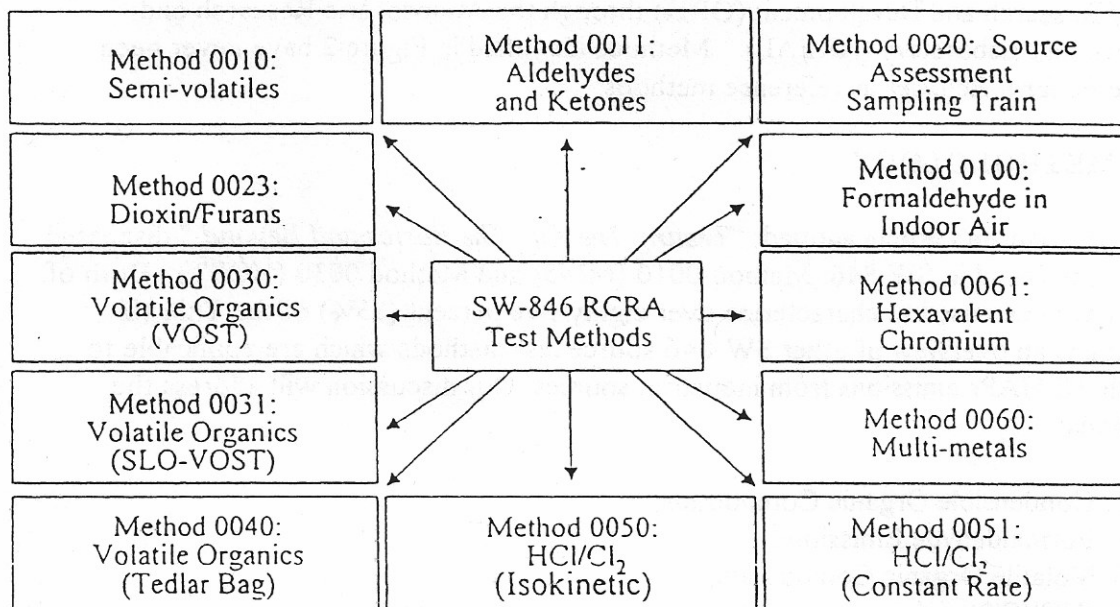 Method 0010:
Semi-volatiles
Method 0011:
Aldehydes
and Ketones
Method 0020: Source
Assessment
Sampling Train
Method 0023:
Dioxin/Furans
Method 0100:
Formaldehyde in
Indoor Air
Method 0030:
Volatile Organics
(VOST)
SW-846 RCRA
Test Methods
Method 0061:
Hexavalent
Chromium
Method 0031:
Volatile Organics
(SLO-VOST)
Method 0060:
Multi-metals
Method 0040:
Volatile Organics
(Tedlar Bag)
Method 0050:
HCl/Cl₂
(Isokinetic)
Method 0051:
HCl/Cl₂
(Constant Rate)